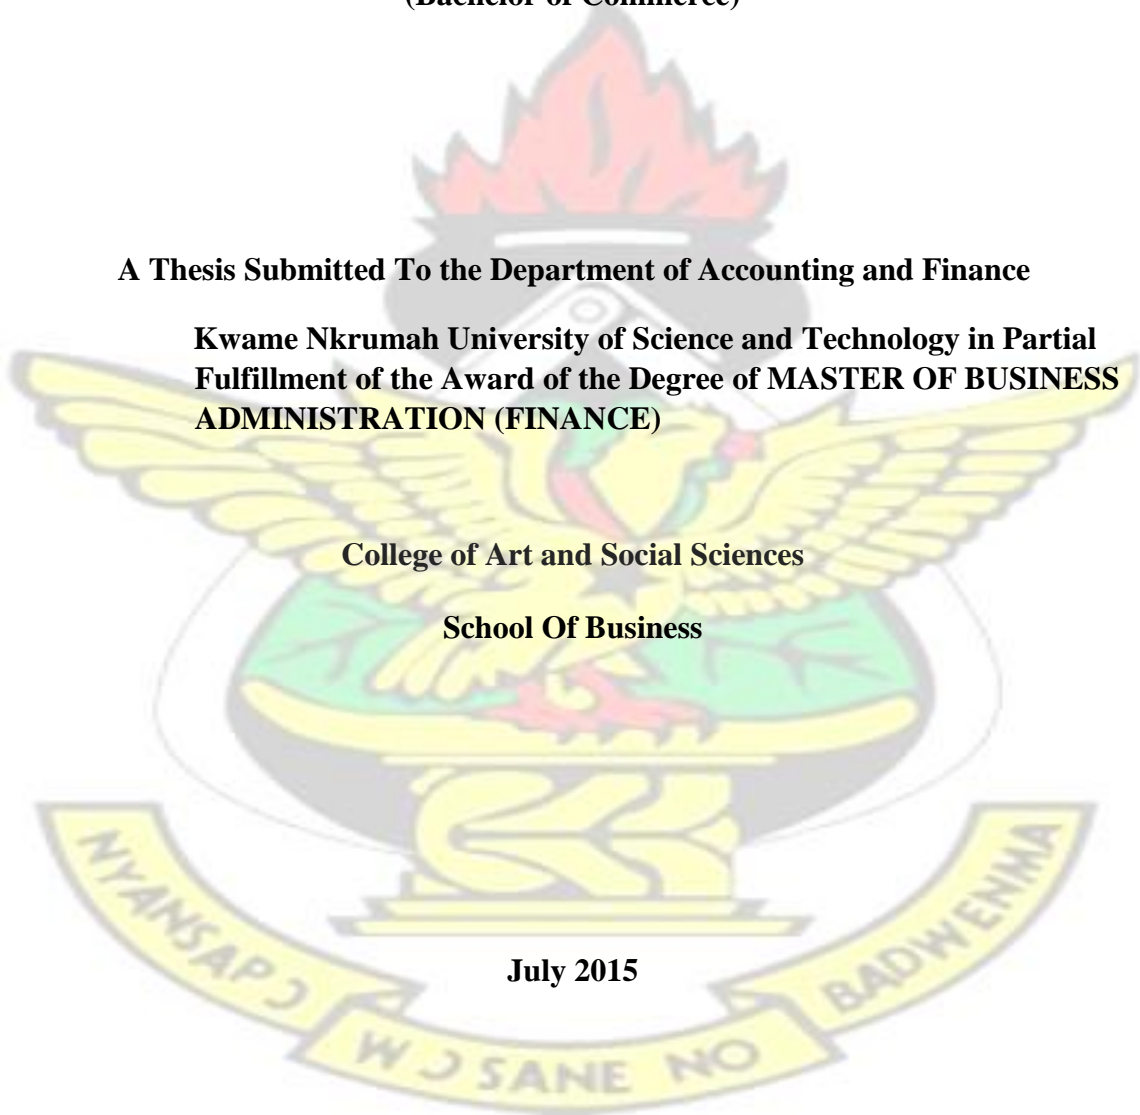 (Bachelor of Commerce)
A Thesis Submitted To the Department of Accounting and Finance
Kwame Nkrumah University of Science and Technology in Partial
Fulfillment of the Award of the Degree of MASTER OF BUSINESS
ADMINISTRATION (FINANCE)
College of Art and Social Sciences
School Of Business
July 2015
NYANSAPƆ WƆSANE NO BADWENMA